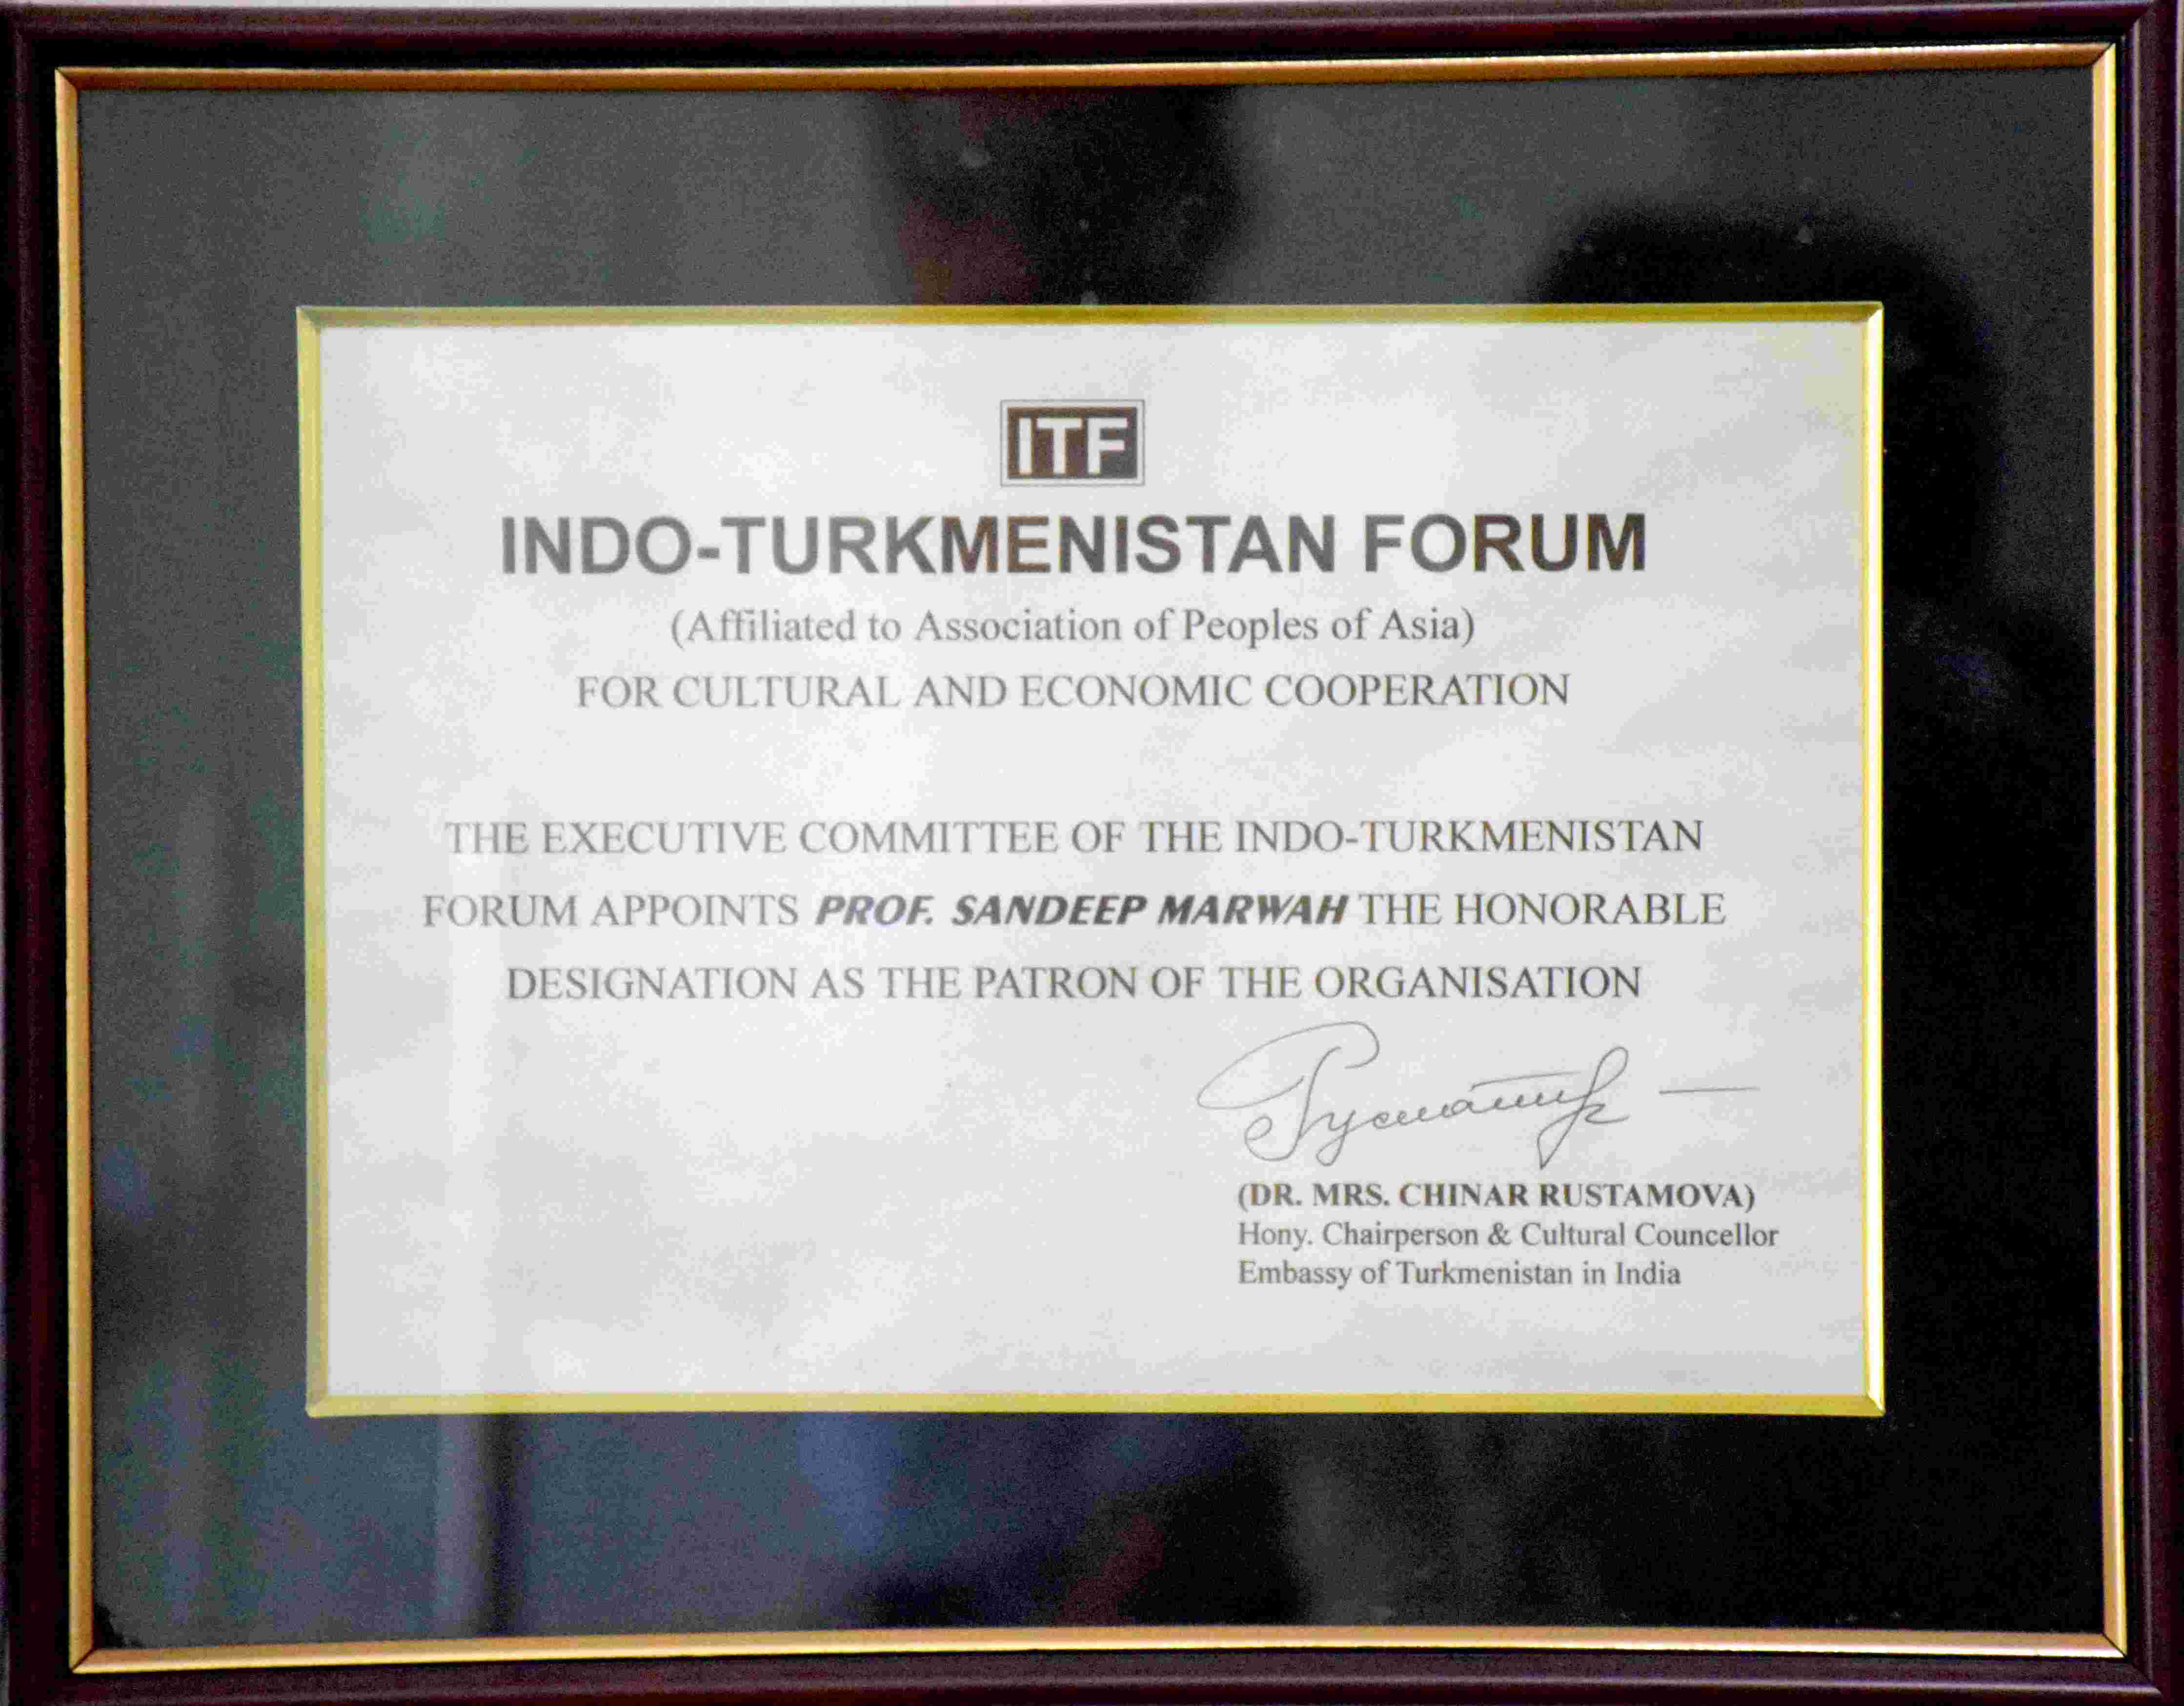 ITF
INDO-TURKMENISTAN FORUM
(Affiliated to Association of Peoples of Asia)
FOR CULTURAL AND ECONOMIC COOPERATION
THE EXECUTIVE COMMITTEE OF THE INDO-TURKMENISTAN
FORUM APPOINTS PROF. SANDEEP MARWAH THE HONORABLE
DESIGNATION AS THE PATRON OF THE ORGANISATION
(DR. MRS. CHINAR RUSTAMOVA)
Hony. Chairperson & Cultural Councellor
Embassy of Turkmenistan in India